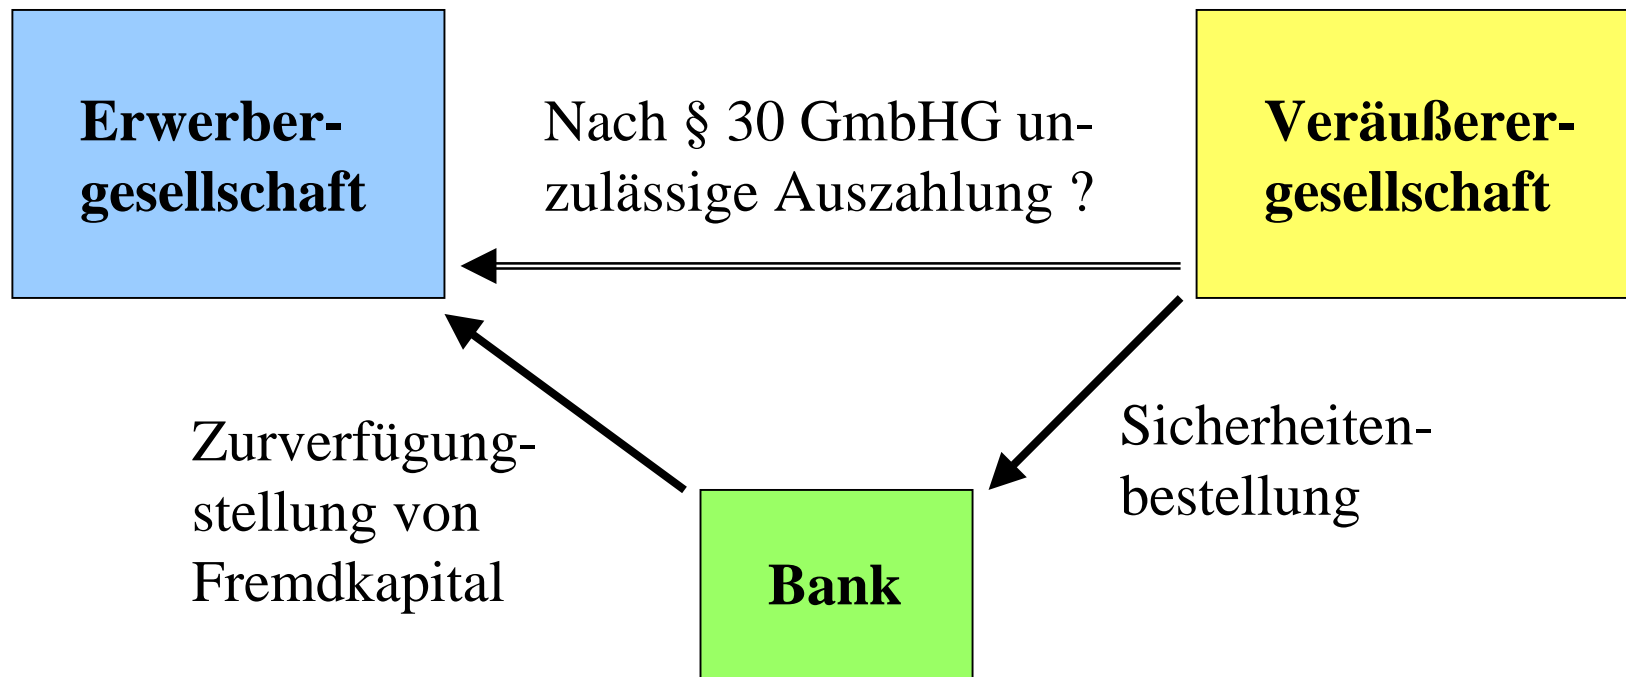 Erwerber-
gesellschaft
Nach § 30 GmbHG un-
zulässige Auszahlung ?
Veräußerer-
gesellschaft
Zurverfügung-
stellung von
Fremdkapital
Sicherheiten-
bestellung
Bank